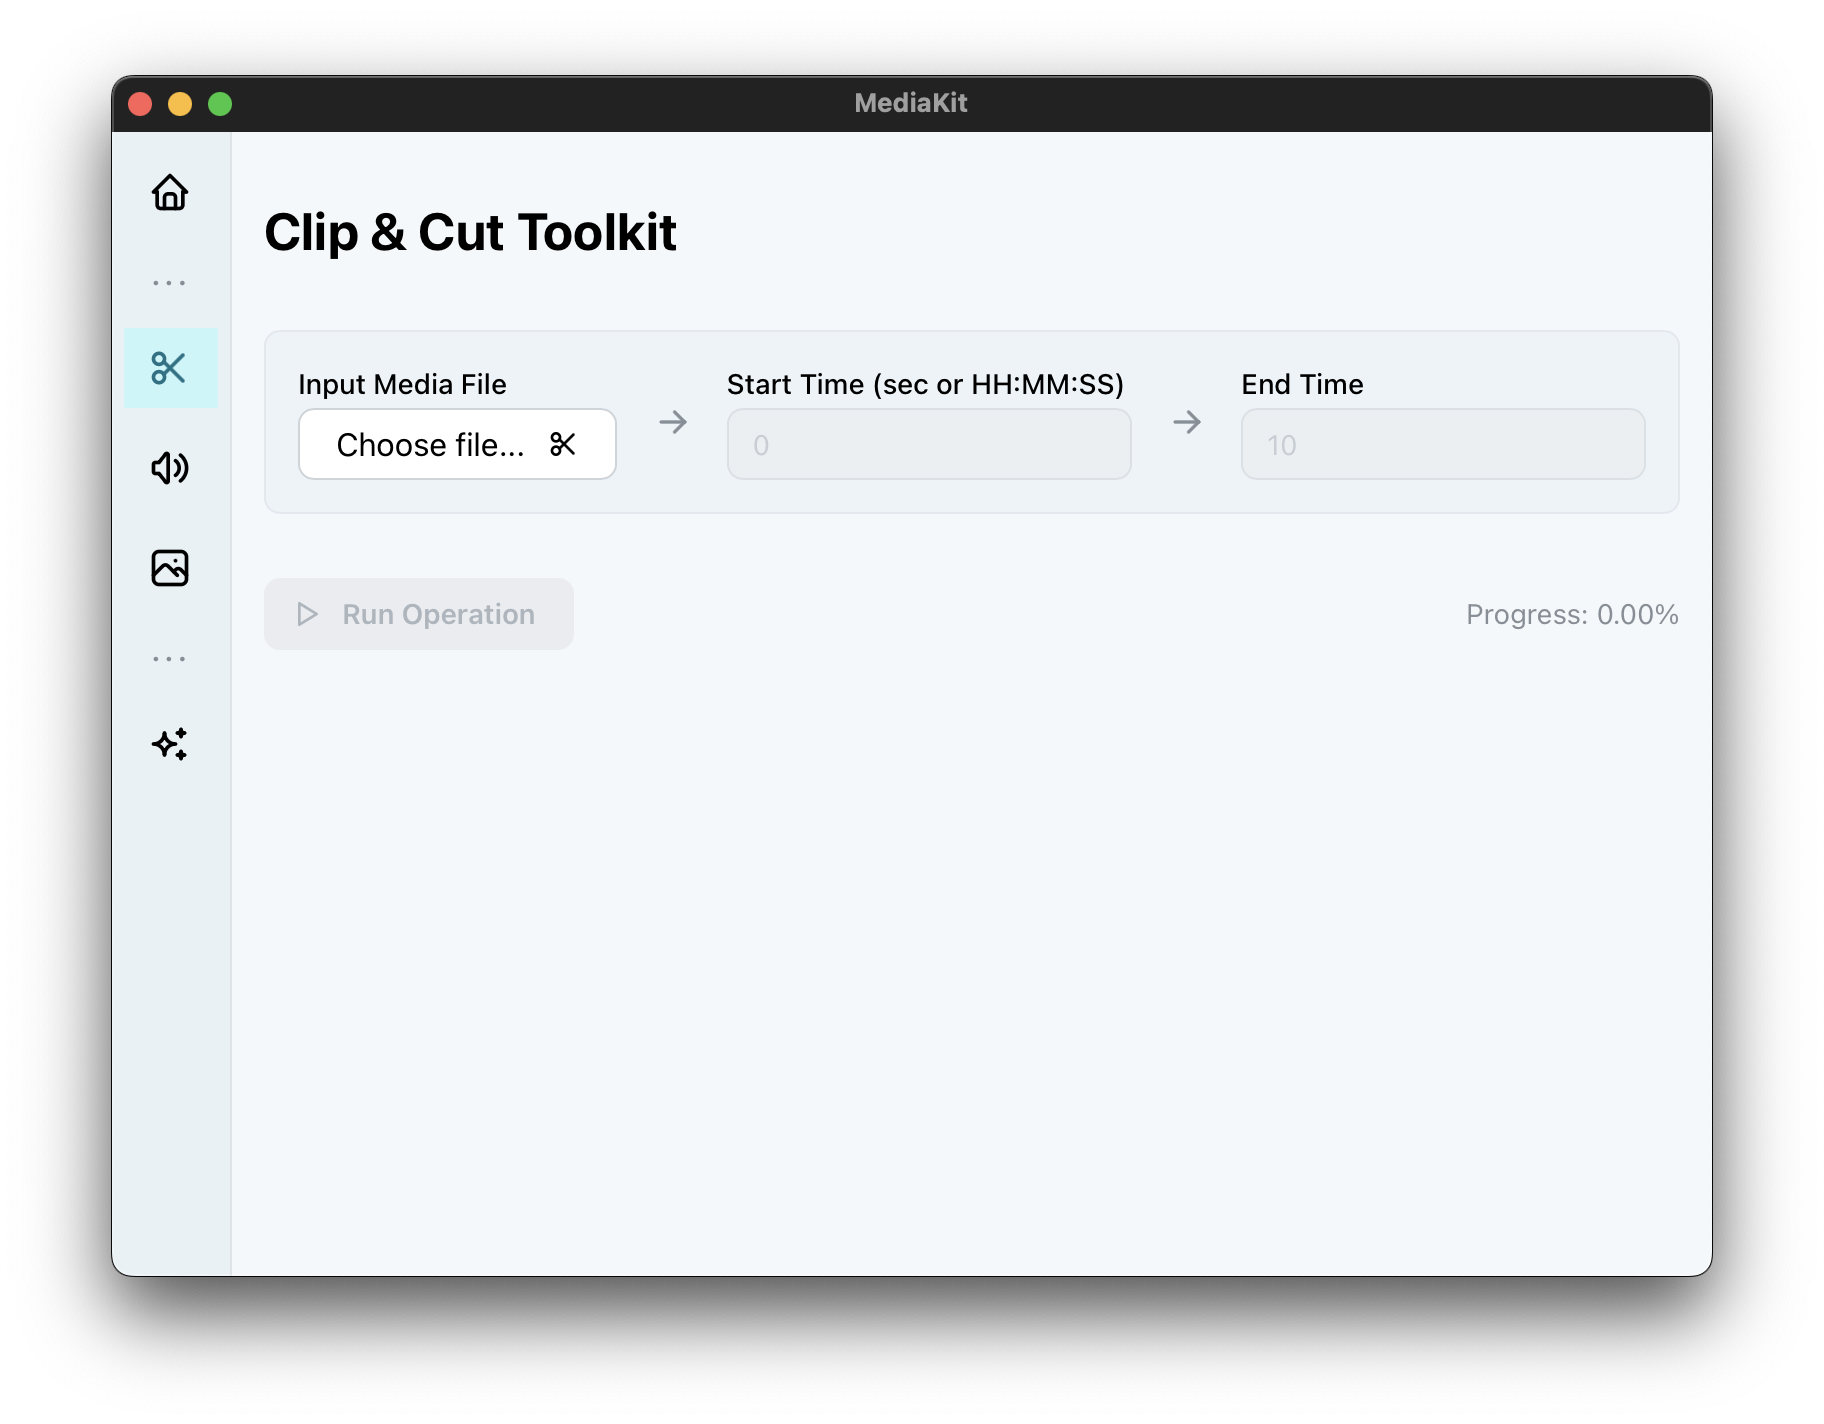 MediaKit
Clip & Cut Toolkit
Input Media File
Start Time (sec or HH:MM:SS)
End Time
Choose file...
0
10
Run Operation
Progress: 0.00%